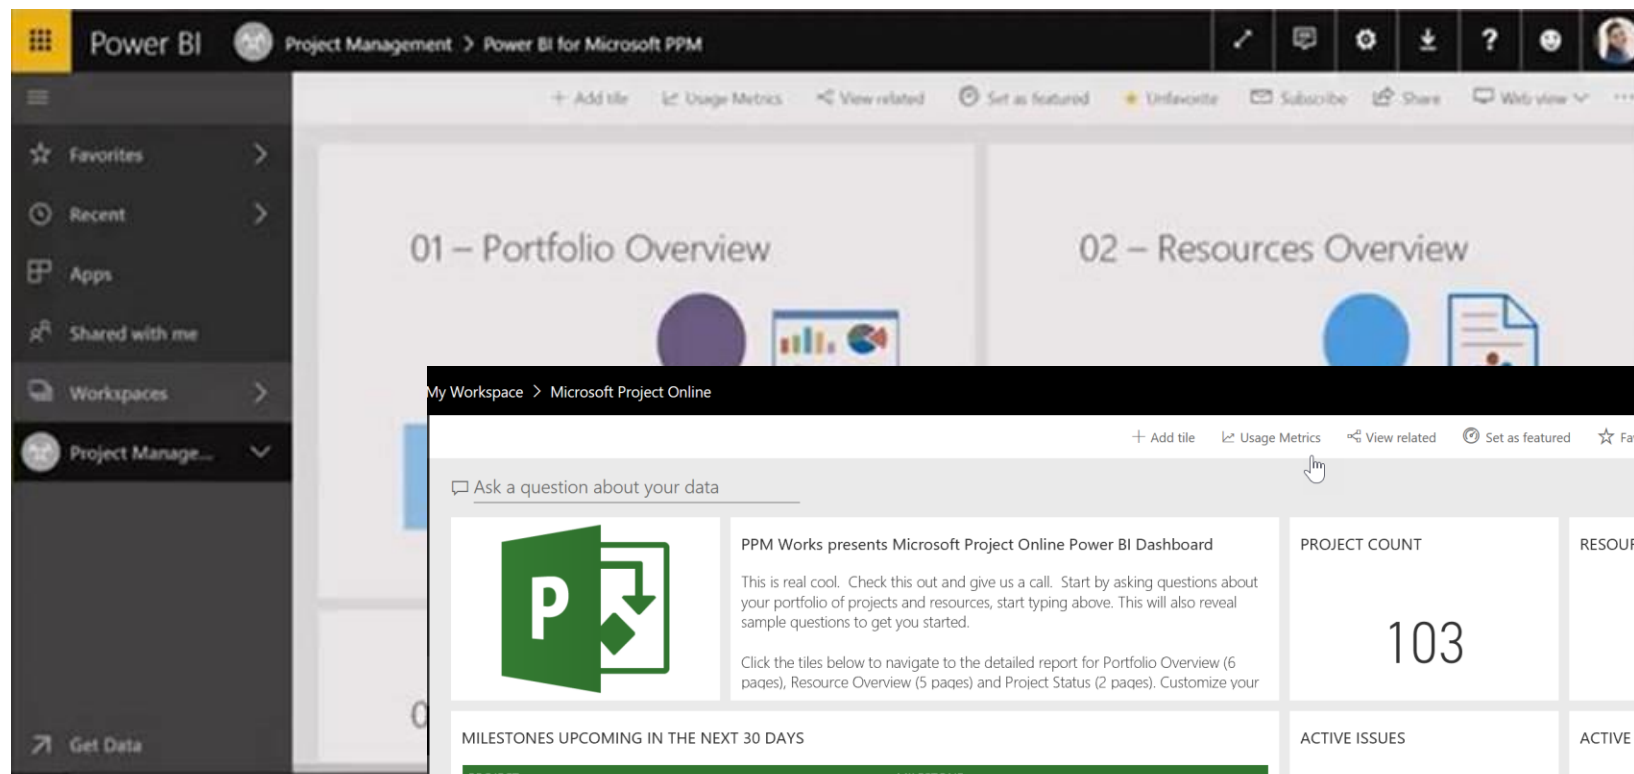 Power BI
Project Management > Power BI for Microsoft PPM
?
+ Add tile Usage Metrics View related Set as featured Unfavorite Subscribe Share Web view ...
Favorites >
Recent >
Apps
Shared with me
Workspaces >
Project Manage...
Get Data
01 – Portfolio Overview
02 – Resources Overview
0
My Workspace > Microsoft Project Online
+ Add tile Usage Metrics View related Set as featured Fa
Ask a question about your data
P
PPM Works presents Microsoft Project Online Power BI Dashboard
This is real cool. Check this out and give us a call. Start by asking questions about
your portfolio of projects and resources, start typing above. This will also reveal
sample questions to get you started.
Click the tiles below to navigate to the detailed report for Portfolio Overview (6
pages), Resource Overview (5 pages) and Project Status (2 pages). Customize your
PROJECT COUNT
103
RESOUR
MILESTONES UPCOMING IN THE NEXT 30 DAYS
ACTIVE ISSUES
ACTIVE